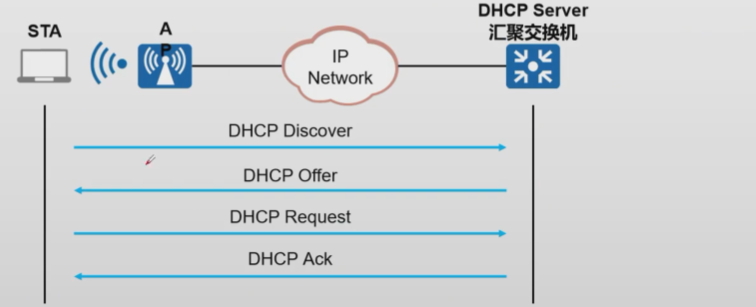 DHCP Server
汇聚交换机
STA
A
P
IP
Network
DHCP Discover
DHCP Offer
DHCP Request
DHCP Ack